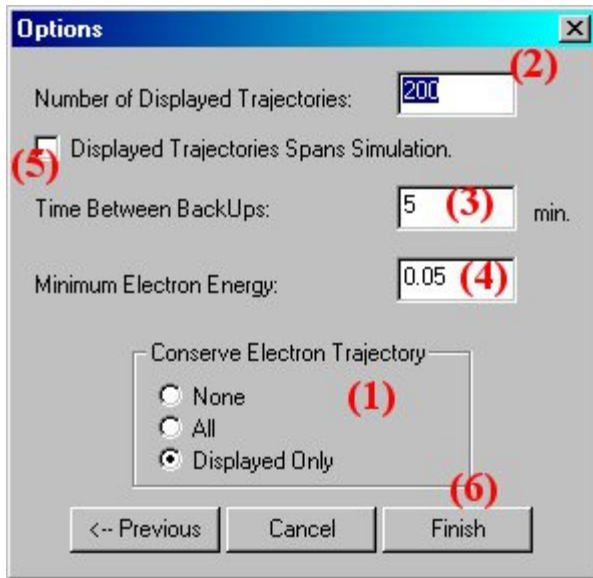 Options
(2)
Number of Displayed Trajectories: 200
(5) Displayed Trajectories Spans Simulation.
Time Between BackUps: 5 (3) min.
Minimum Electron Energy: 0.05 (4)
Conserve Electron Trajectory
None (1)
All
Displayed Only
(6)
<-- Previous Cancel Finish